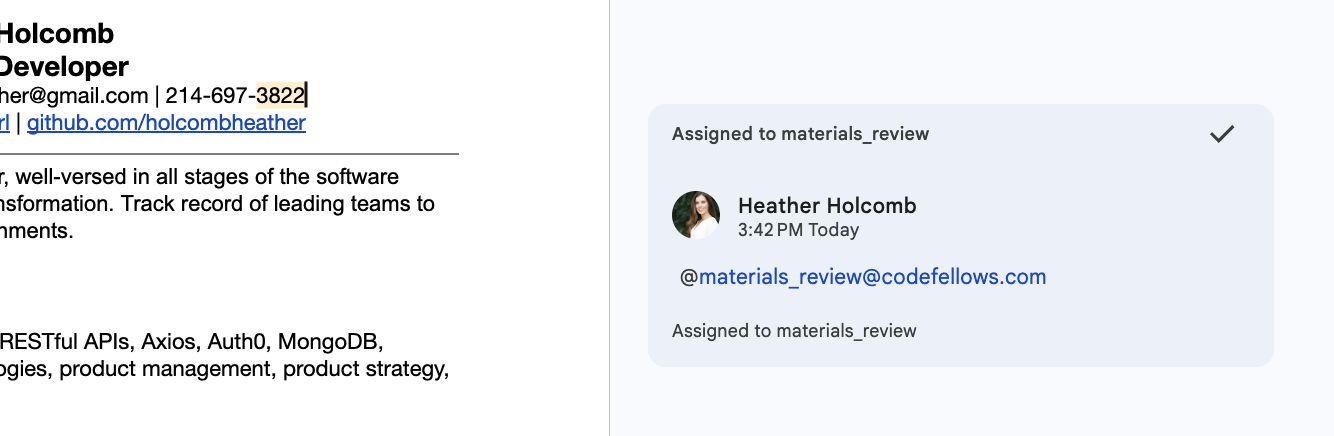 Holcomb
Developer
her@gmail.com | 214-697-3822
rl | github.com/holcombheather
r, well-versed in all stages of the software
nsformation. Track record of leading teams to
nments.
RESTful APIs, Axios, Auth0, MongoDB,
ogies, product management, product strategy,
Assigned to materials_review
Heather Holcomb
3:42 PM Today
@materials_review@codefellows.com
Assigned to materials_review